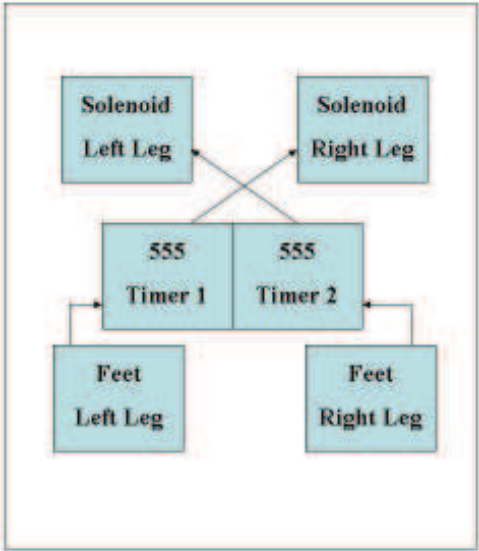 Solenoid
Left Leg
Solenoid
Right Leg
555
Timer 1
555
Timer 2
Feet
Left Leg
Feet
Right Leg